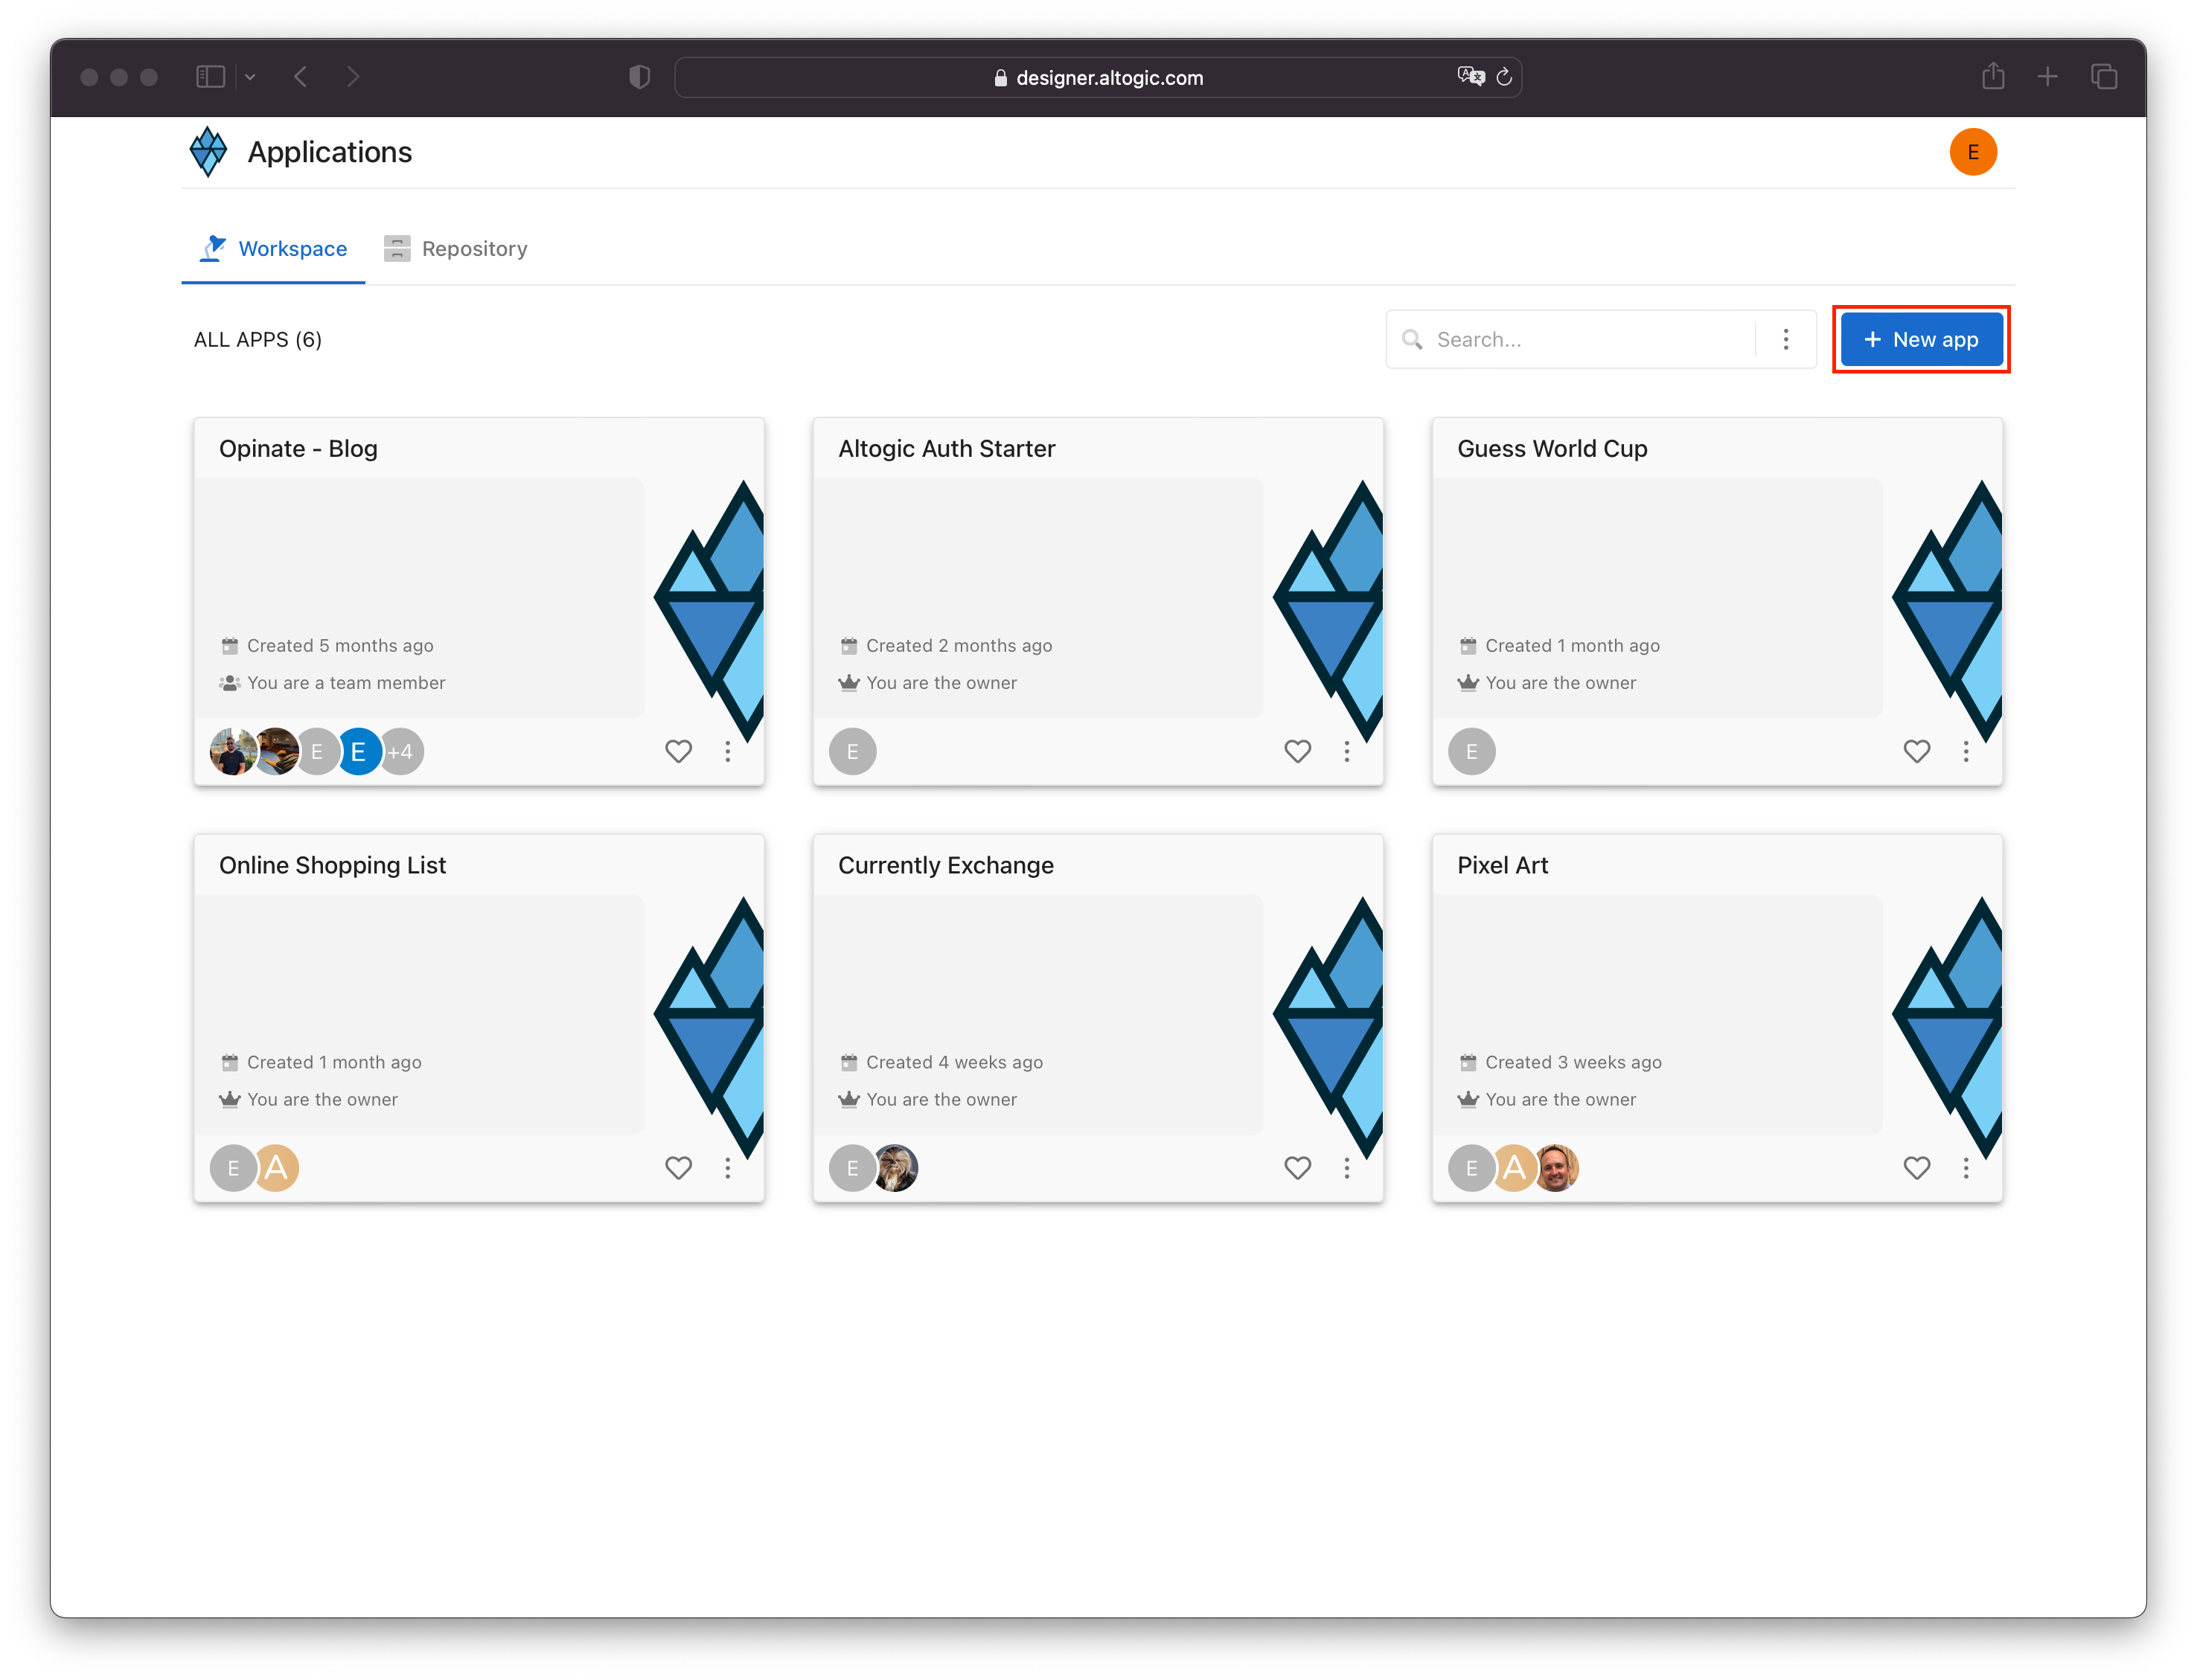 designer.altogic.com
Applications
E
Workspace
Repository
ALL APPS (6)
Search...
+ New app
Opinate - Blog
Created 5 months ago
You are a team member
E
E
+4
Altogic Auth Starter
Created 2 months ago
You are the owner
E
Guess World Cup
Created 1 month ago
You are the owner
E
Online Shopping List
Created 1 month ago
You are the owner
E
A
Currently Exchange
Created 4 weeks ago
You are the owner
E
Pixel Art
Created 3 weeks ago
You are the owner
E
A